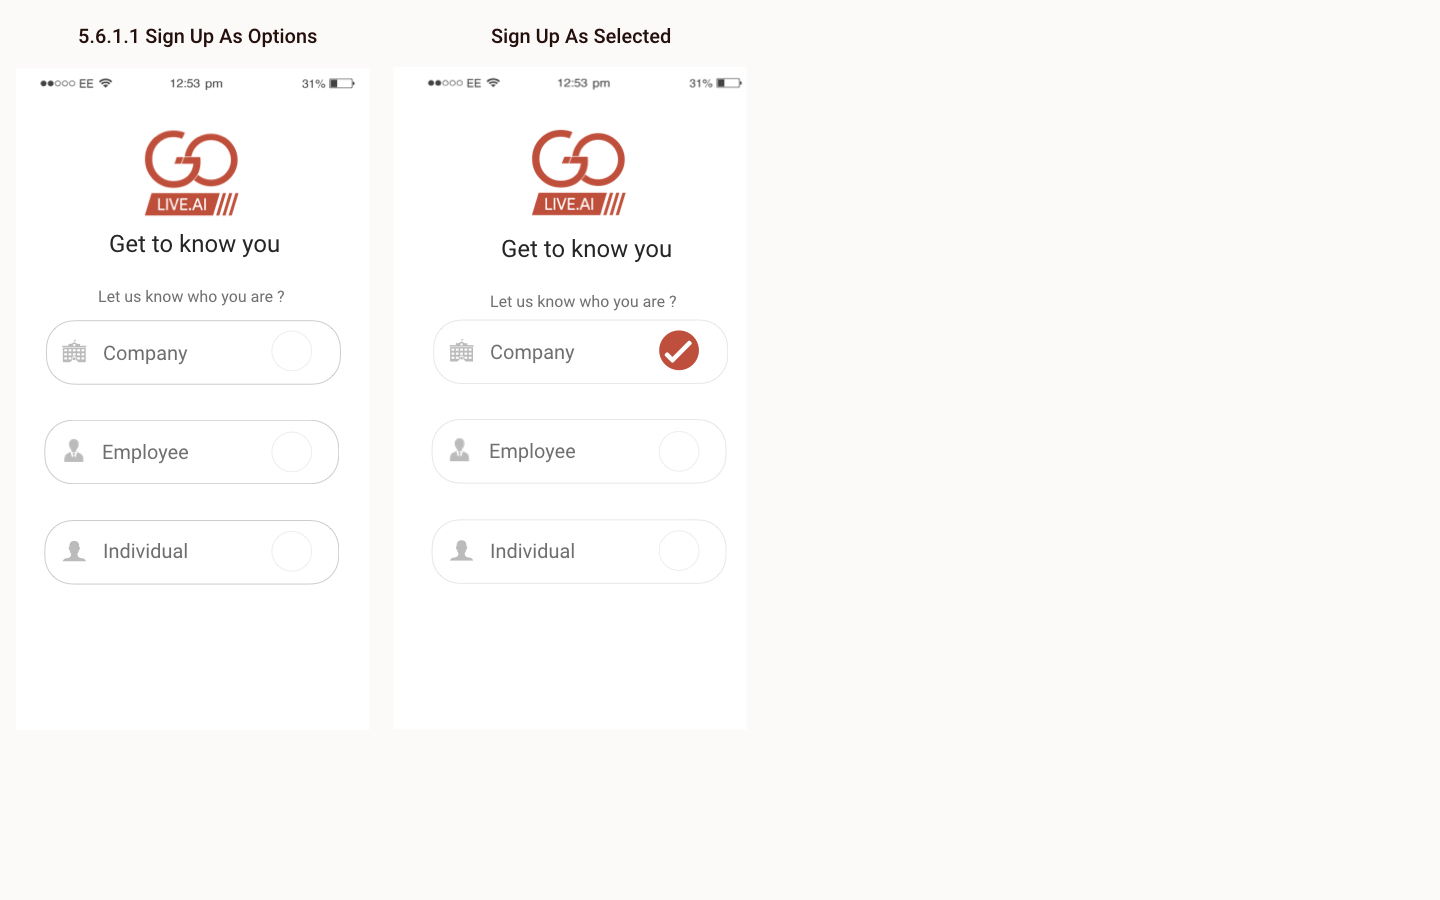 5.6.1.1 Sign Up As Options
EE 12:53 pm 31%
GO
LIVE.AI
Get to know you
Let us know who you are ?
Company
Employee
Individual
Sign Up As Selected
EE 12:53 pm 31%
GO
LIVE.AI
Get to know you
Let us know who you are ?
Company
Employee
Individual